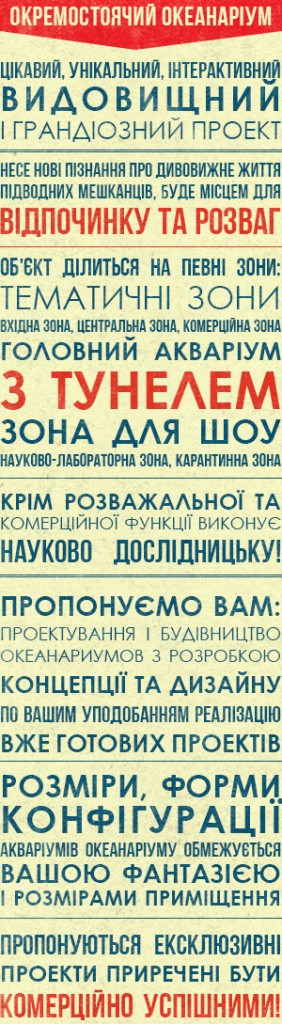 ОКРЕМОСТОЯЧИЙ ОКЕАНАРІУМ
ЦІКАВИЙ, УНІКАЛЬНИЙ, ІНТЕРАКТИВНИЙ
ВИДОВИЩНИЙ
І ГРАНДІОЗНИЙ ПРОЕКТ
НЕСЕ НОВІ ПІЗНАННЯ ПРО ДИВОВИЖНЕ ЖИТТЯ
ПІДВОДНИХ МЕШКАНЦІВ, БУДЕ МІСЦЕМ ДЛЯ
ВІДПОЧИНКУ ТА РОЗВАГ
ОБ'ЄКТ ДІЛИТЬСЯ НА ПЕВНІ ЗОНИ:
ТЕМАТИЧНІ ЗОНИ
ВХІДНА ЗОНА, ЦЕНТРАЛЬНА ЗОНА, КОМЕРЦІЙНА ЗОНА
ГОЛОВНИЙ АКВАРІУМ
З ТУНЕЛЕМ
ЗОНА ДЛЯ ШОУ
НАУКОВО-ЛАБОРАТОРНА ЗОНА, КАРАНТИННА ЗОНА
КРІМ РОЗВАЖАЛЬНОЇ ТА
КОМЕРЦІЙНОЇ ФУНКЦІЇ ВИКОНУЄ
НАУКОВО ДОСЛІДНИЦЬКУ!
ПРОПОНУЄМО ВАМ:
ПРОЕКТУВАННЯ І БУДІВНИЦТВО
ОКЕАНАРИУМОВ З РОЗРОБКОЮ
КОНЦЕПЦІЇ ТА ДИЗАЙНУ
ПО ВАШИМ УПОДОБАННЯМ РЕАЛІЗАЦІЮ
ВЖЕ ГОТОВИХ ПРОЕКТІВ
РОЗМІРИ, ФОРМИ
КОНФІГУРАЦІЇ
АКВАРІУМІВ ОКЕАНАРІУМУ ОБМЕЖУЄТЬСЯ
ВАШОЮ ФАНТАЗІЄЮ
І РОЗМІРАМИ ПРИМІЩЕННЯ
ПРОПОНУЮТЬСЯ ЕКСКЛЮЗИВНІ
ПРОЕКТИ ПРИРЕЧЕНІ БУТИ
КОМЕРЦІЙНО УСПІШНИМИ!